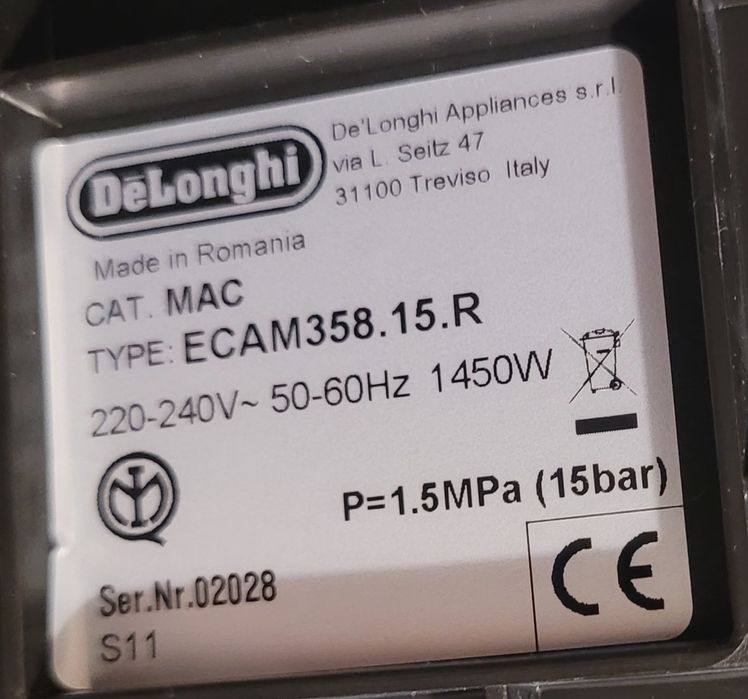 DēLonghi
De'Longhi Appliances s.r.l.
via L. Seitz 47
31100 Treviso Italy
Made in Romania
CAT. MAC
TYPE: ECAM358.15.R
220-240V~ 50-60Hz 1450W
P=1.5MPa (15bar)
Ser.Nr.02028
S11
CE